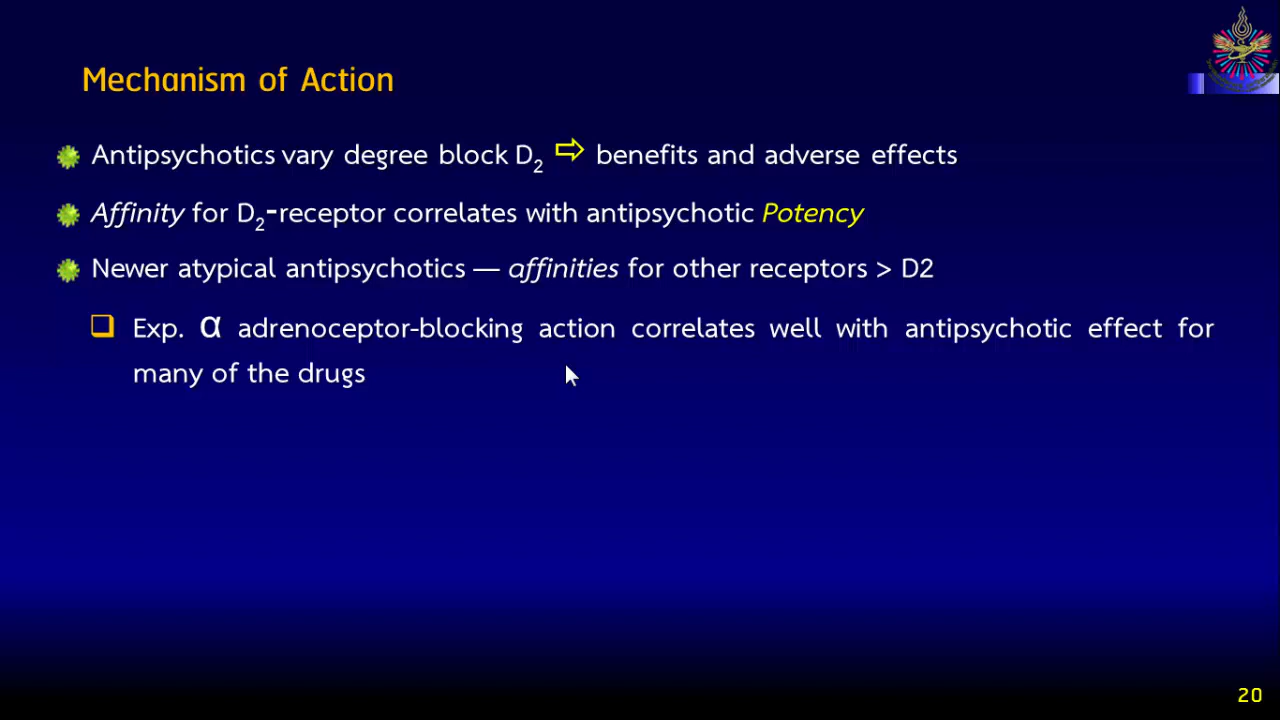 Mechanism of Action
Antipsychotics vary degree block D2 ⇨ benefits and adverse effects
Affinity for D2-receptor correlates with antipsychotic Potency
Newer atypical antipsychotics — affinities for other receptors > D2
Exp. α adrenoceptor-blocking action correlates well with antipsychotic effect for
many of the drugs
20